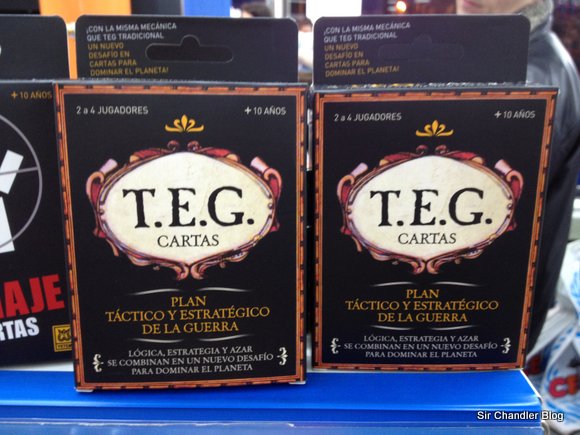 ¡CON LA MISMA MECÁNICA
QUE TEG TRADICIONAL
UN NUEVO
DESAFÍO EN
CARTAS PARA
DOMINAR EL PLANETA!
2 a 4 JUGADORES
+10 AÑOS
T.E.G.
CARTAS
PLAN
TÁCTICO Y ESTRATÉGICO
DE LA GUERRA
LÓGICA, ESTRATEGIA Y AZAR
SE COMBINAN EN UN NUEVO DESAFÍO
PARA DOMINAR EL PLANETA
¡CON LA MISMA MECÁNICA
QUE TEG TRADICIONAL
UN NUEVO
DESAFÍO EN
CARTAS PARA
DOMINAR EL PLANETA!
2 a 4 JUGADORES
+10 AÑOS
T.E.G.
CARTAS
PLAN
TÁCTICO Y ESTRATÉGICO
DE LA GUERRA
LÓGICA, ESTRATEGIA Y AZAR
SE COMBINAN EN UN NUEVO DESAFÍO
PARA DOMINAR EL PLANETA
+10 AÑOS
NAJE
RTAS
Sir Chandler Blog